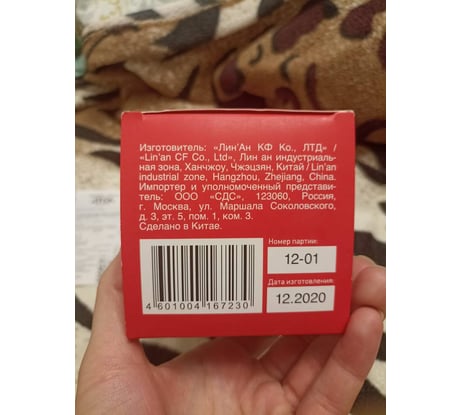 Изготовитель: «Лин'Ан КФ Ко., ЛТД» /
«Lin'an CF Co., Ltd», Лин ан индустриаль-
ная зона, Ханчжоу, Чжэцзян, Китай / Lin'an
industrial zone, Hangzhou, Zhejiang, China.
Импортер и уполномоченный представи-
тель: ООО «СДС», 123060, Россия,
г. Москва, ул. Маршала Соколовского,
д. 3, эт. 5, пом. 1, ком. 3.
Сделано в Китае.
Номер партии:
12-01
Дата изготовления:
12.2020
4 601004 167230